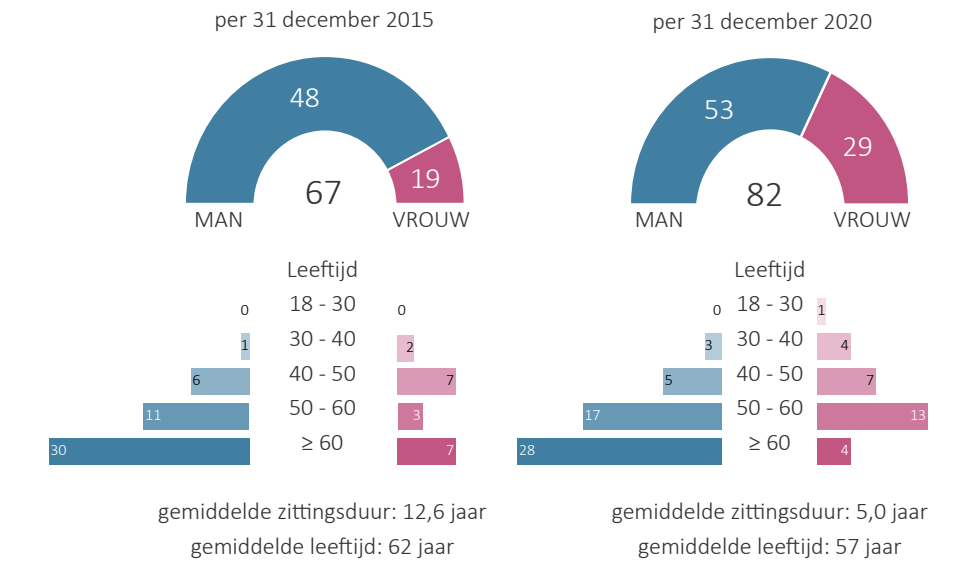 per 31 december 2015
48
19
67
MAN
VROUW
Leeftijd
0
18 - 30
0
1
30 - 40
2
6
40 - 50
7
11
50 - 60
3
30
≥ 60
7
gemiddelde zittingsduur: 12,6 jaar
gemiddelde leeftijd: 62 jaar
per 31 december 2020
53
29
82
MAN
VROUW
Leeftijd
0
18 - 30
1
3
30 - 40
4
5
40 - 50
7
17
50 - 60
13
28
≥ 60
4
gemiddelde zittingsduur: 5,0 jaar
gemiddelde leeftijd: 57 jaar